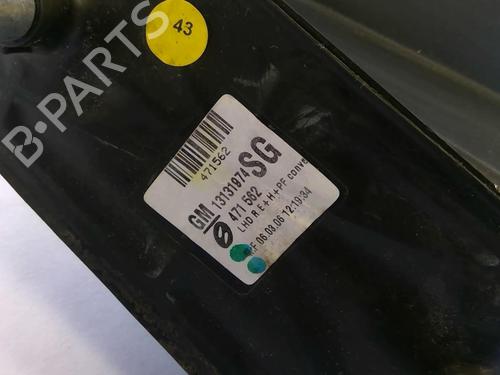 B-PARTS
43
471562
GM 13131974 SG
471 562
LHD R E+H+PF conve
06.03.06 12:19:34